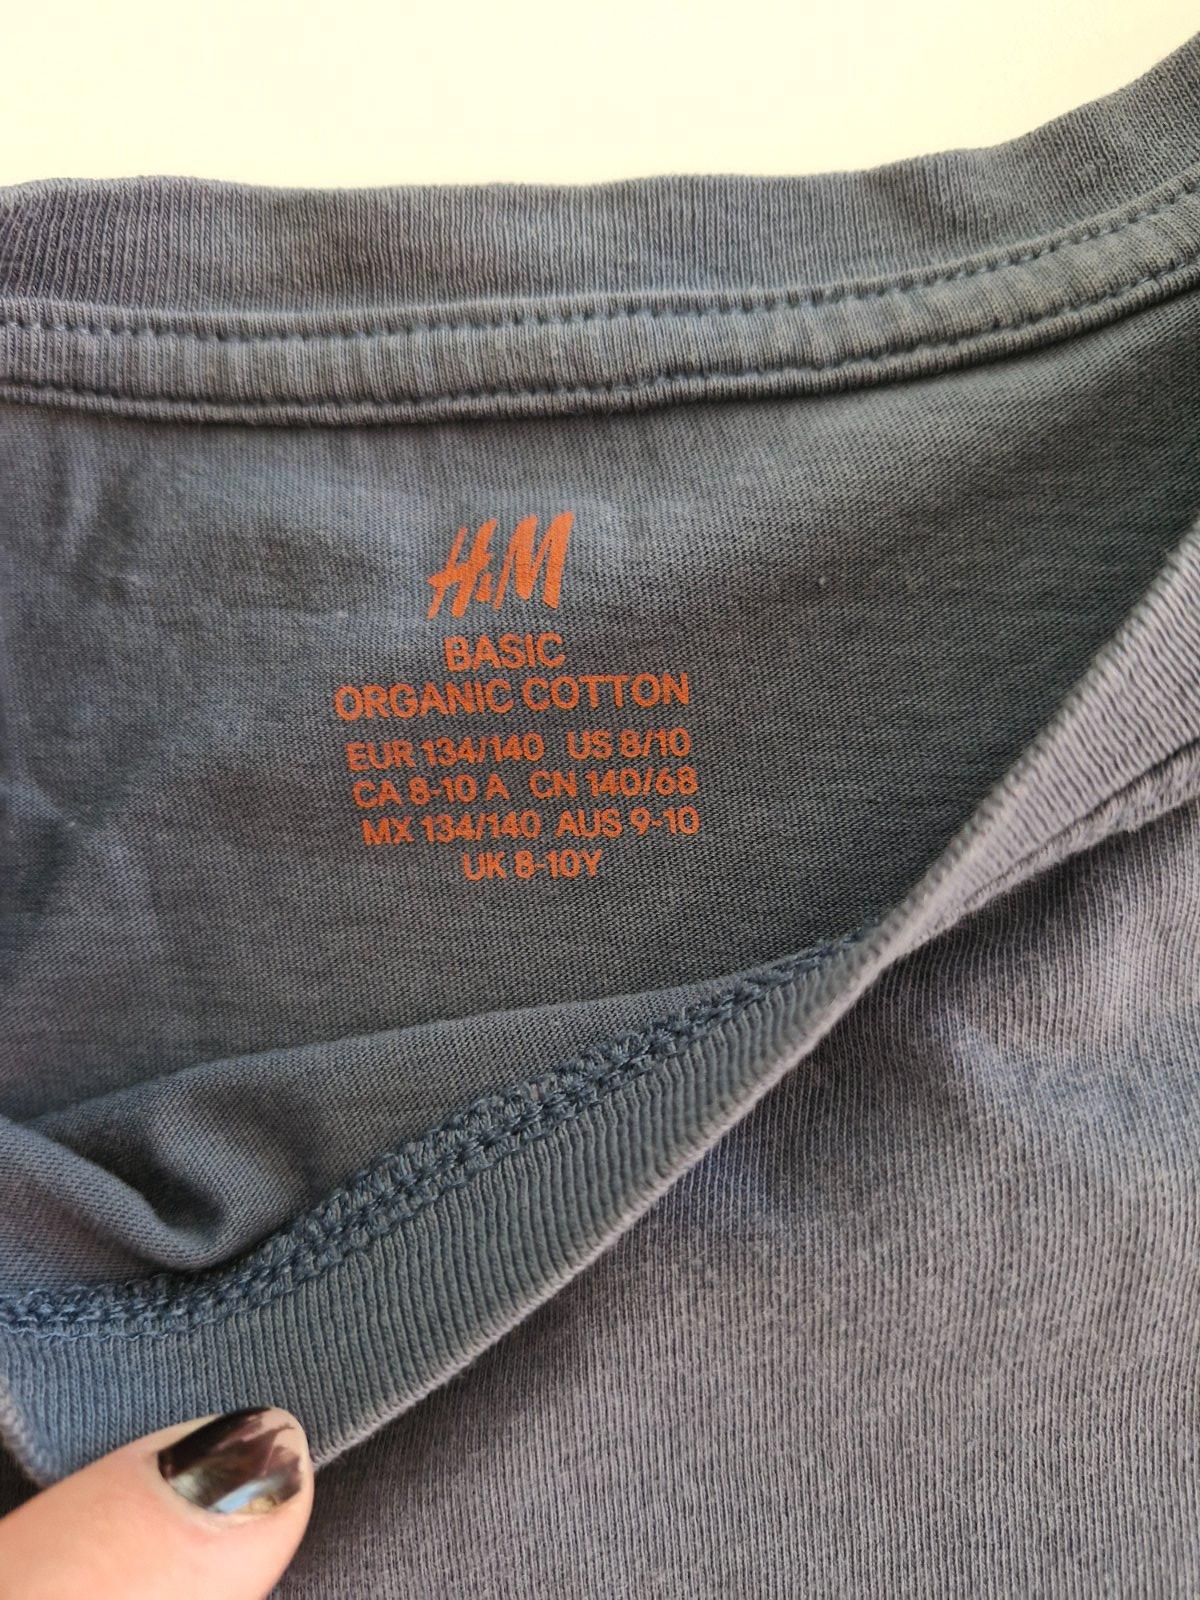 H&M
BASIC
ORGANIC COTTON
EUR 134/140 US 8/10
CA 8-10 A CN 140/68
MX 134/140 AUS 9-10
UK 8-10Y